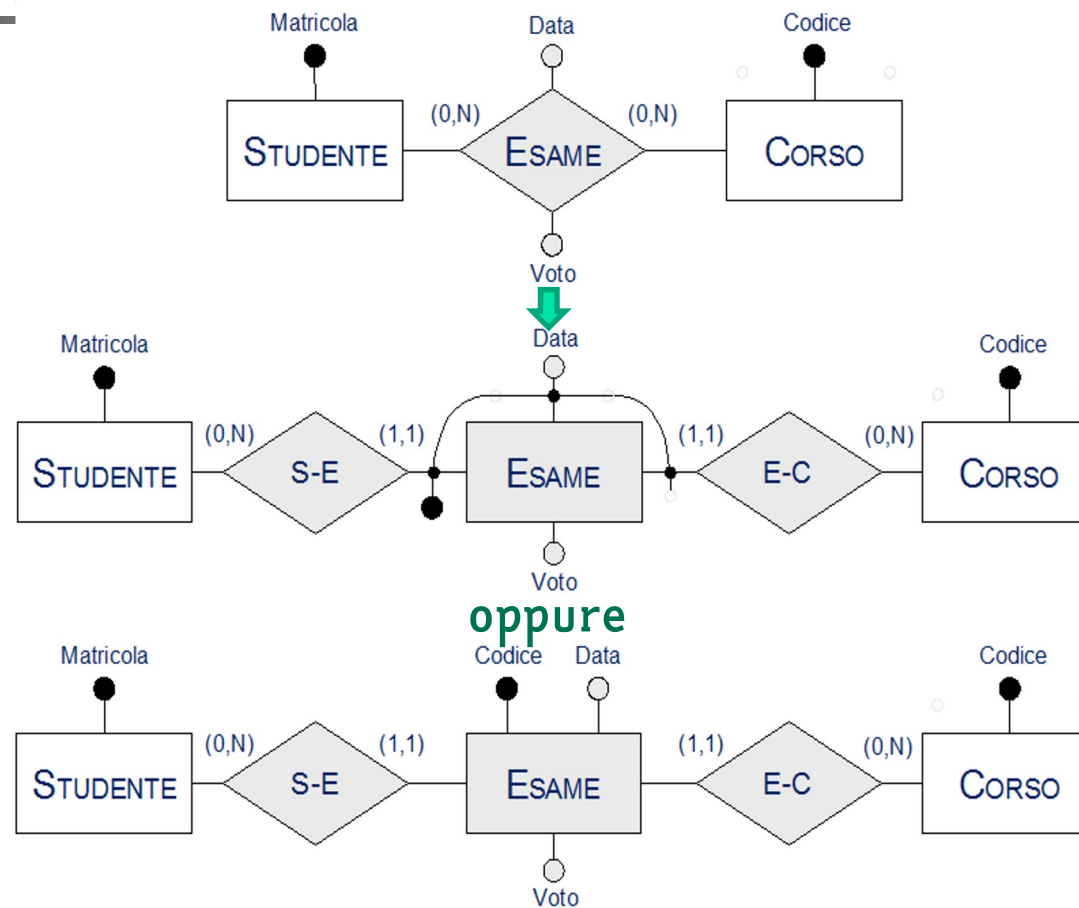 Matricola Data Codice
(0,N) (0,N)
STUDENTE ESAME CORSO
Voto
Data
Matricola Codice
(0,N) (1,1) (1,1) (0,N)
STUDENTE S-E ESAME E-C CORSO
Voto
oppure
Matricola Codice Data Codice
(0,N) (1,1) (1,1) (0,N)
STUDENTE S-E ESAME E-C CORSO
Voto